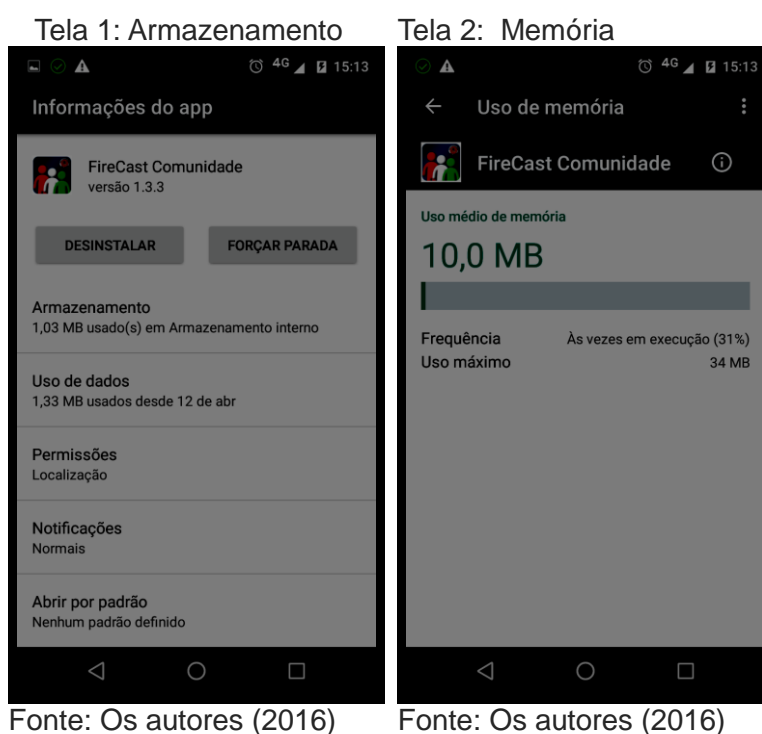 Tela 1: Armazenamento
4G 15:13
Informações do app
FireCast Comunidade
versão 1.3.3
DESINSTALAR FORÇAR PARADA
Armazenamento
1,03 MB usado(s) em Armazenamento interno
Uso de dados
1,33 MB usados desde 12 de abr
Permissões
Localização
Notificações
Normais
Abrir por padrão
Nenhum padrão definido
Fonte: Os autores (2016)
Tela 2: Memória
4G 15:13
Uso de memória
FireCast Comunidade
Uso médio de memória
10,0 MB
Frequência Às vezes em execução (31%)
Uso máximo 34 MB
Fonte: Os autores (2016)